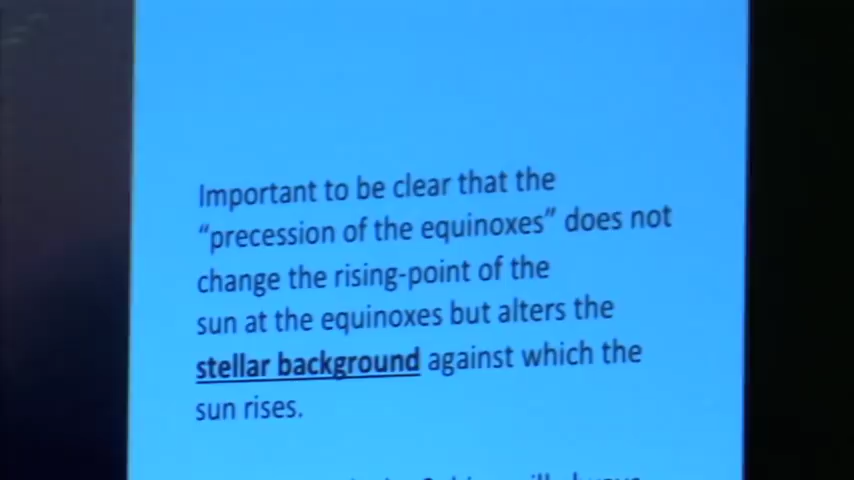 Important to be clear that the
“precession of the equinoxes” does not
change the rising-point of the
sun at the equinoxes but alters the
stellar background against which the
sun rises.